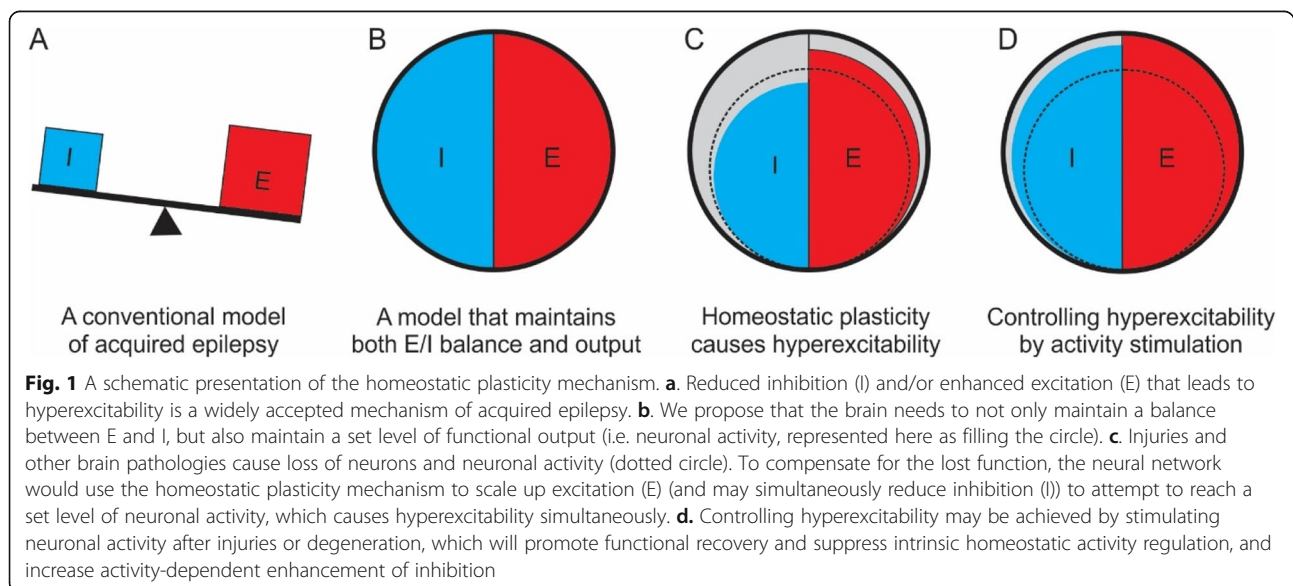 A
B
C
D
I
E
I
E
I
E
I
E
A conventional model
of acquired epilepsy
A model that maintains
both E/I balance and output
Homeostatic plasticity
causes hyperexcitability
Controlling hyperexcitability
by activity stimulation
Fig. 1 A schematic presentation of the homeostatic plasticity mechanism. a. Reduced inhibition (I) and/or enhanced excitation (E) that leads to
hyperexcitability is a widely accepted mechanism of acquired epilepsy. b. We propose that the brain needs to not only maintain a balance
between E and I, but also maintain a set level of functional output (i.e. neuronal activity, represented here as filling the circle). c. Injuries and
other brain pathologies cause loss of neurons and neuronal activity (dotted circle). To compensate for the lost function, the neural network
would use the homeostatic plasticity mechanism to scale up excitation (E) (and may simultaneously reduce inhibition (I)) to attempt to reach a
set level of neuronal activity, which causes hyperexcitability simultaneously. d. Controlling hyperexcitability may be achieved by stimulating
neuronal activity after injuries or degeneration, which will promote functional recovery and suppress intrinsic homeostatic activity regulation, and
increase activity-dependent enhancement of inhibition